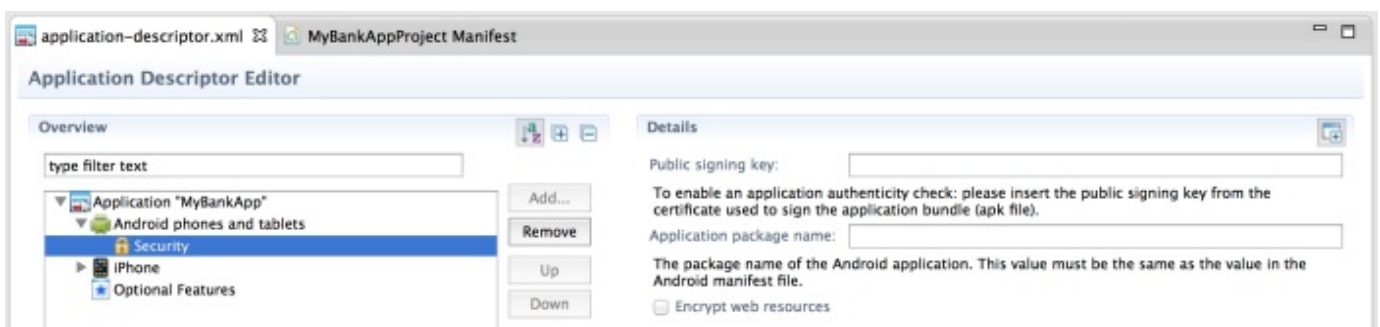 application-descriptor.xml
MyBankAppProject Manifest
Application Descriptor Editor
Overview
type filter text
Application "MyBankApp"
Android phones and tablets
Security
iPhone
Optional Features
Add...
Remove
Up
Down
Details
Public signing key:
To enable an application authenticity check: please insert the public signing key from the
certificate used to sign the application bundle (apk file).
Application package name:
The package name of the Android application. This value must be the same as the value in the
Android manifest file.
Encrypt web resources